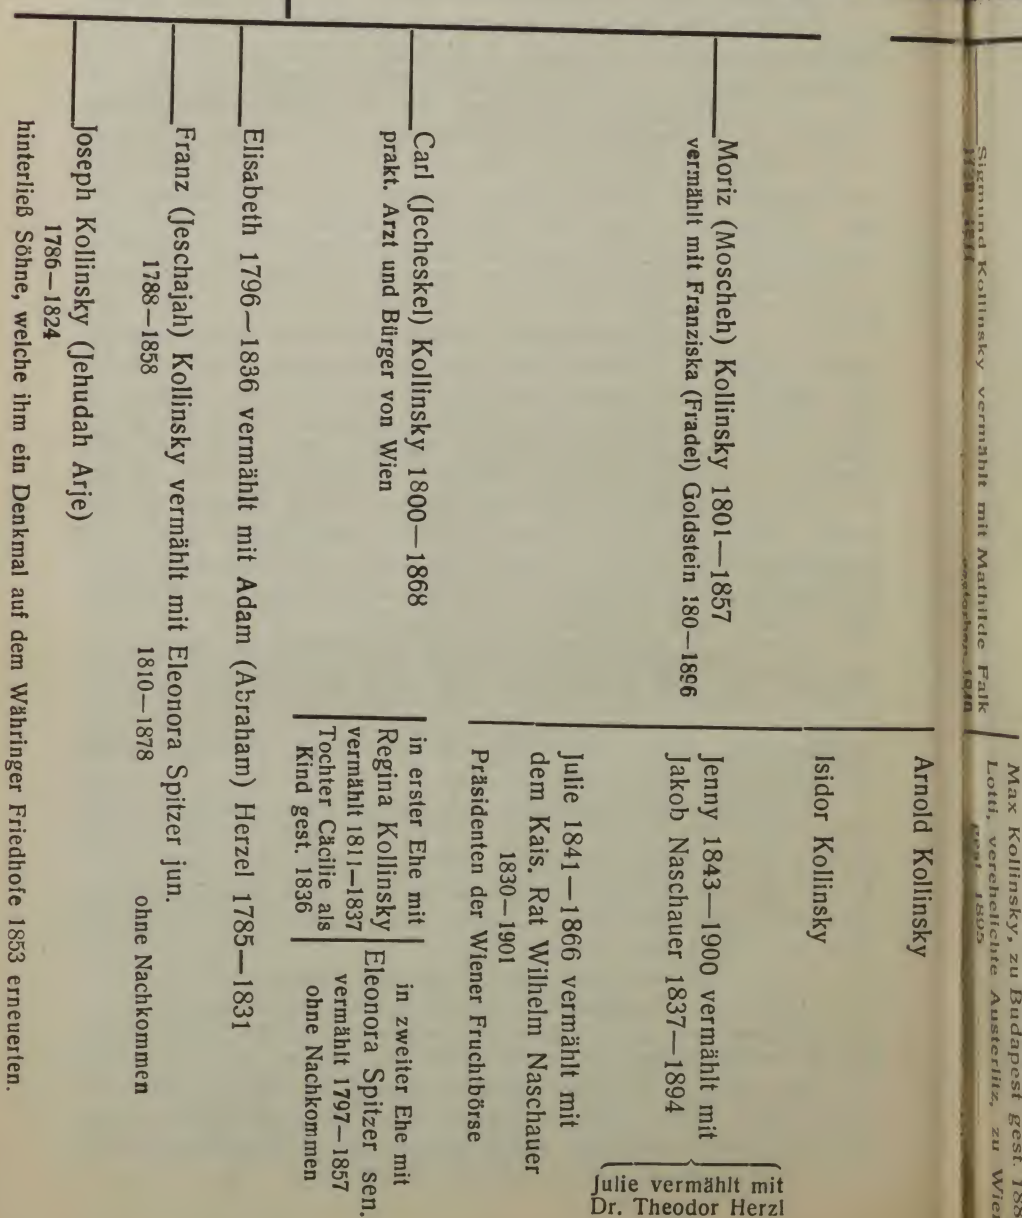 Sigmund Kollinsky vermählt mit Mathilde Falk
Max Kollinsky, zu Budapest gest. 188
Lotti, verehelichte Austerlitz, zu Wien
gest. 1895
Arnold Kollinsky
Isidor Kollinsky
Moriz (Moscheh) Kollinsky 1801—1857
vermählt mit Franziska (Fradel) Goldstein 180–1896
Jenny 1843—1900 vermählt mit
Jakob Naschauer 1837—1894
Julie vermählt mit
Dr. Theodor Herzl
Julie 1841—1866 vermählt mit
dem Kais. Rat Wilhelm Naschauer
1830—1901
Präsidenten der Wiener Fruchtbörse
Carl (Jecheskel) Kollinsky 1800—1868
prakt. Arzt und Bürger von Wien
in erster Ehe mit
Regina Kollinsky
vermählt 1811–1837
Tochter Cäcilie als
Kind gest. 1836
in zweiter Ehe mit
Eleonora Spitzer sen.
vermählt 1797—1857
ohne Nachkommen
Elisabeth 1796—1836 vermählt mit Adam (Abraham) Herzel 1785—1831
Franz (Jeschajah) Kollinsky vermählt mit Eleonora Spitzer jun.
1788—1858 1810—1878 ohne Nachkommen
Joseph Kollinsky (Jehudah Arje)
1786—1824
hinterließ Söhne, welche ihm ein Denkmal auf dem Währinger Friedhofe 1853 erneuerten.